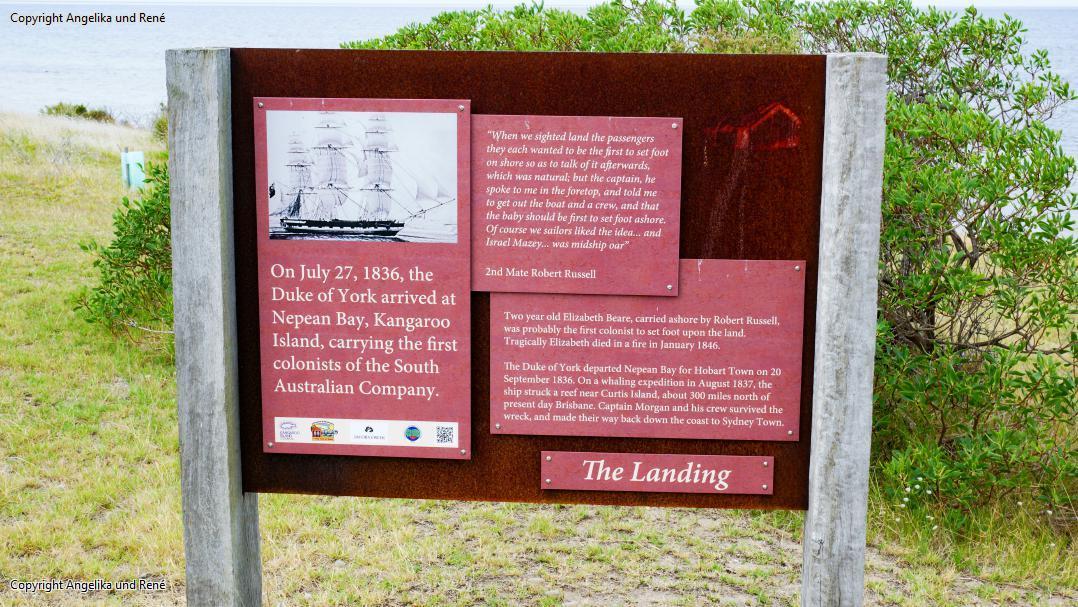 Copyright Angelika und René
On July 27, 1836, the
Duke of York arrived at
Nepean Bay, Kangaroo
Island, carrying the first
colonists of the South
Australian Company.
"When we sighted land the passengers
they each wanted to be the first to set foot
on shore so as to talk of it afterwards,
which was natural; but the captain, he
spoke to me in the foretop, and told me
to get out the boat and a crew, and that
the baby should be first to set foot ashore.
Of course we sailors liked the idea... and
Israel Mazey... was midship oar"
2nd Mate Robert Russell
Two year old Elizabeth Beare, carried ashore by Robert Russell,
was probably the first colonist to set foot upon the land.
Tragically Elizabeth died in a fire in January 1846.
The Duke of York departed Nepean Bay for Hobart Town on 20
September 1836. On a whaling expedition in August 1837, the
ship struck a reef near Curtis Island, about 300 miles north of
present day Brisbane. Captain Morgan and his crew survived the
wreck, and made their way back down the coast to Sydney Town.
The Landing
Copyright Angelika und René